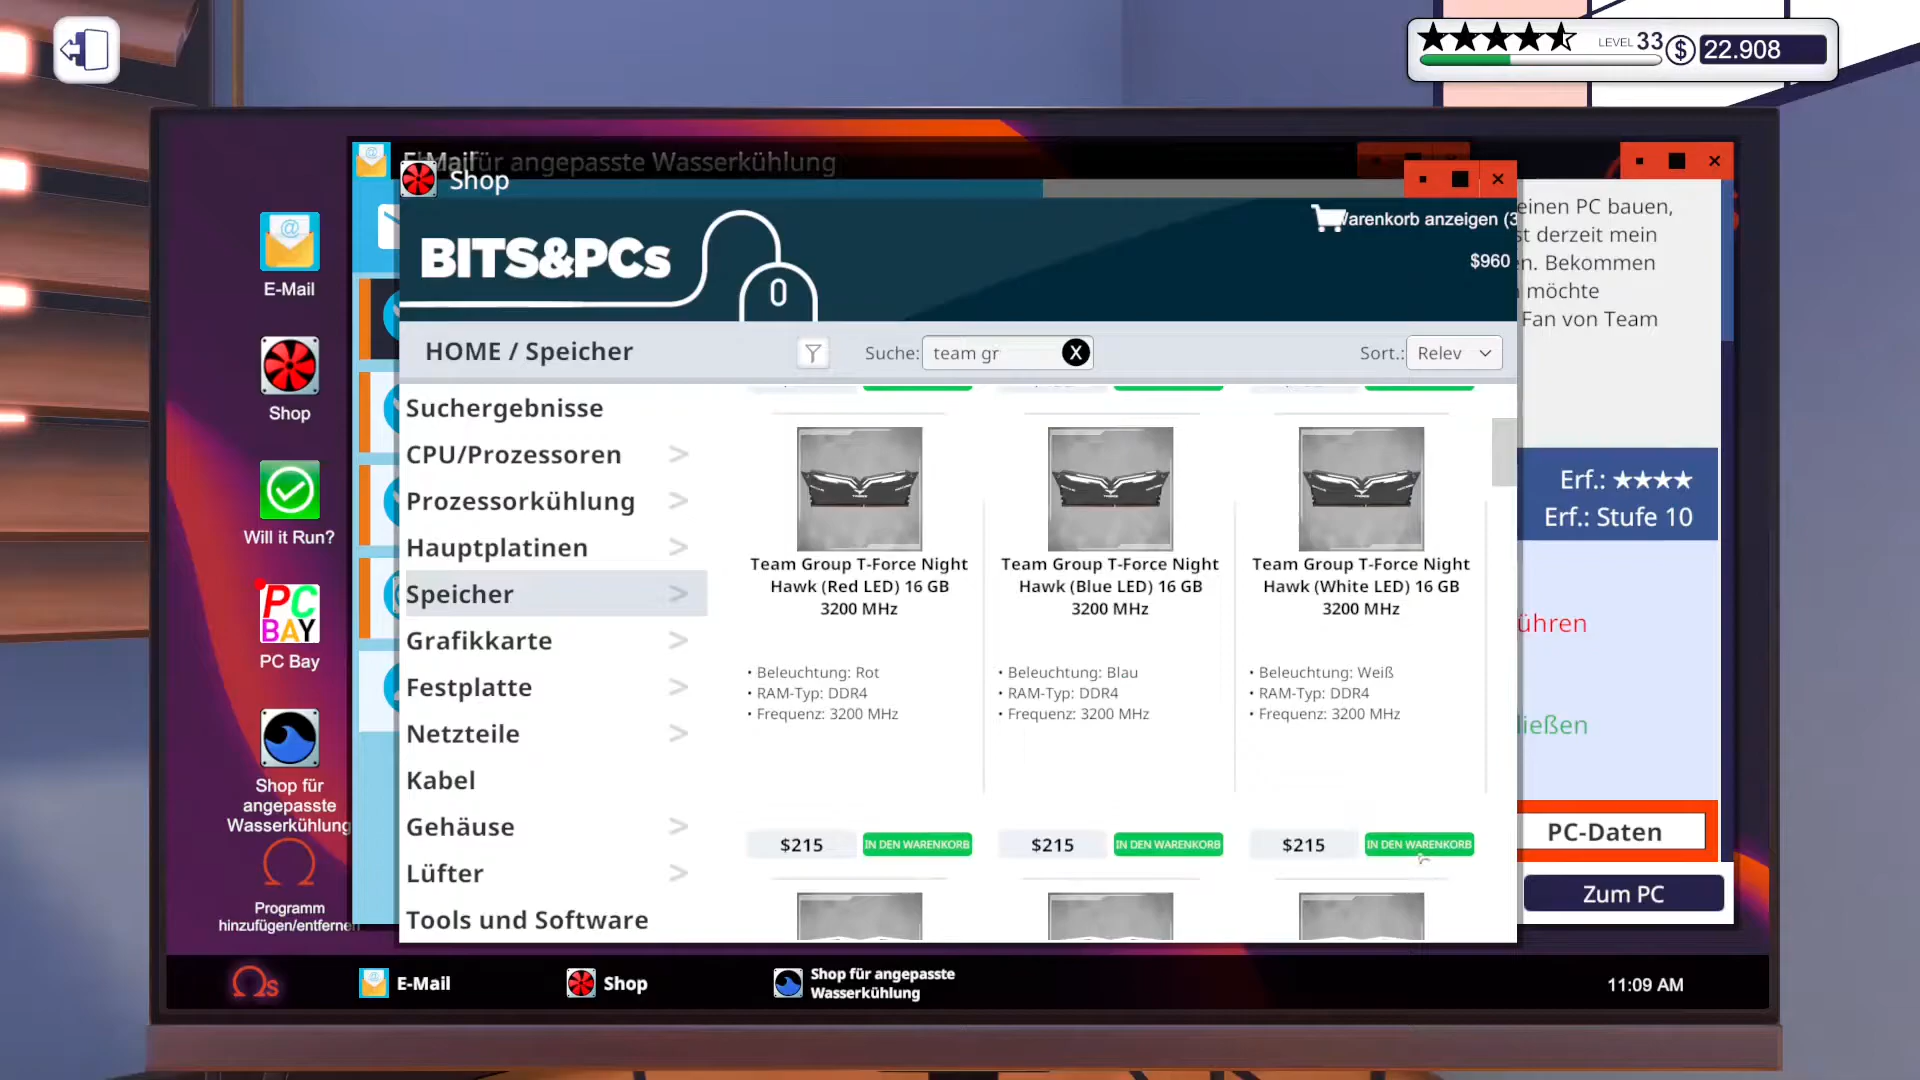 LEVEL 33
$ 22.908
E-Mail
für angepasste Wasserkühlung
Shop
BITS&PCs
Warenkorb anzeigen (3
$960
HOME / Speicher
Suche: team gr X
Sort.: Relev
Suchergebnisse
CPU/Prozessoren >
Prozessorkühlung >
Hauptplatinen >
Speicher >
Grafikkarte >
Festplatte >
Netzteile >
Kabel
Gehäuse >
Lüfter >
Tools und Software
Team Group T-Force Night
Hawk (Red LED) 16 GB
3200 MHz
• Beleuchtung: Rot
• RAM-Typ: DDR4
• Frequenz: 3200 MHz
$215 IN DEN WARENKORB
Team Group T-Force Night
Hawk (Blue LED) 16 GB
3200 MHz
• Beleuchtung: Blau
• RAM-Typ: DDR4
• Frequenz: 3200 MHz
$215 IN DEN WARENKORB
Team Group T-Force Night
Hawk (White LED) 16 GB
3200 MHz
• Beleuchtung: Weiß
• RAM-Typ: DDR4
• Frequenz: 3200 MHz
$215 IN DEN WARENKORB
einen PC bauen,
st derzeit mein
n. Bekommen
möchte
Fan von Team
Erf.: ★★★★
Erf.: Stufe 10
ühren
ließen
PC-Daten
Zum PC
E-Mail
Shop
Will it Run?
PC
BAY
PC Bay
Shop für
angepasste
Wasserkühlung
Programm
hinzufügen/entferne
Ωs
E-Mail
Shop
Shop für angepasste
Wasserkühlung
11:09 AM